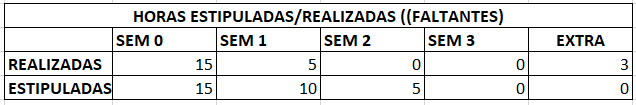 HORAS ESTIPULADAS/REALIZADAS ((FALTANTES)
SEM 0 SEM 1 SEM 2 SEM 3 EXTRA
REALIZADAS 15 5 0 0 3
ESTIPULADAS 15 10 5 0 0